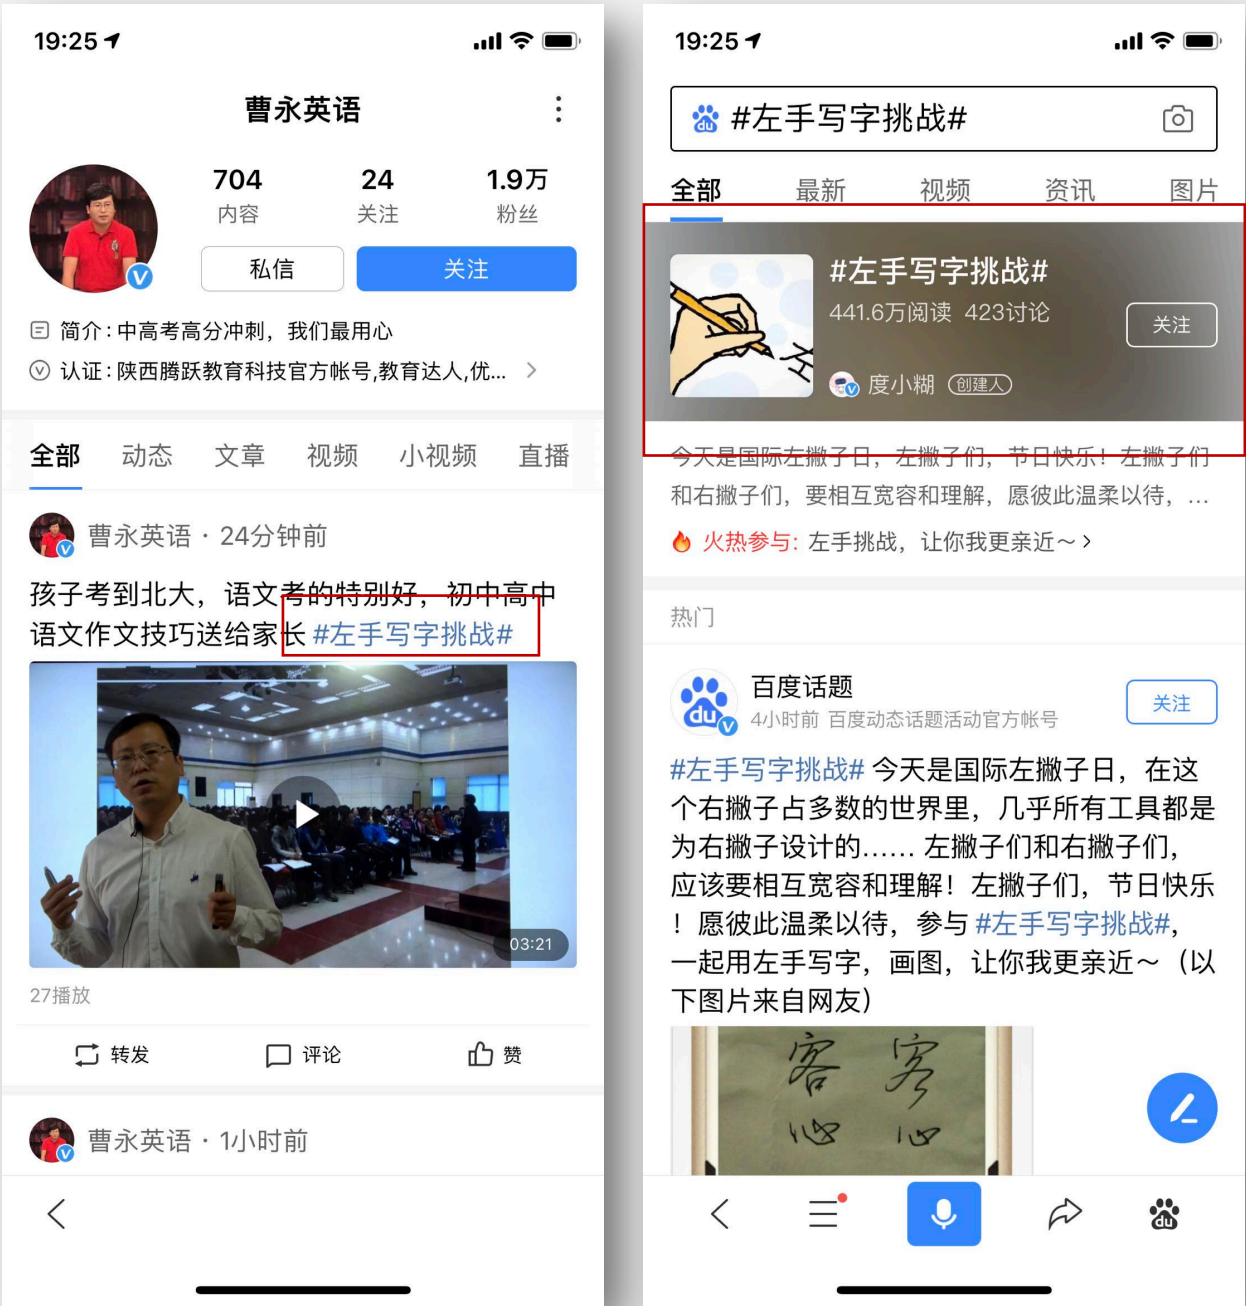 19:25
曹永英语
704
24
1.9万
内容
关注
粉丝
私信
关注
简介:中高考高分冲刺，我们最用心
认证:陕西腾跃教育科技官方帐号,教育达人,优...
全部 动态 文章 视频 小视频 直播
曹永英语 · 24分钟前
孩子考到北大，语文考的特别好，初中高中
语文作文技巧送给家长 #左手写字挑战#
03:21
27播放
转发
评论
赞
曹永英语 · 1小时前
19:25
du
#左手写字挑战#
全部 最新 视频 资讯 图片
#左手写字挑战#
441.6万阅读 423讨论
关注
度小糊 创建人
今天是国际左撇子日，左撇子们，节日快乐！左撇子们
和右撇子们，要相互宽容和理解，愿彼此温柔以待，...
火热参与: 左手挑战，让你我更亲近～
热门
du
百度话题
4小时前 百度动态话题活动官方帐号
关注
#左手写字挑战# 今天是国际左撇子日，在这
个右撇子占多数的世界里，几乎所有工具都是
为右撇子设计的...... 左撇子们和右撇子们，
应该要相互宽容和理解！左撇子们，节日快乐
！愿彼此温柔以待，参与 #左手写字挑战#，
一起用左手写字，画图，让你我更亲近～（以
下图片来自网友）
客 客
心 心
du